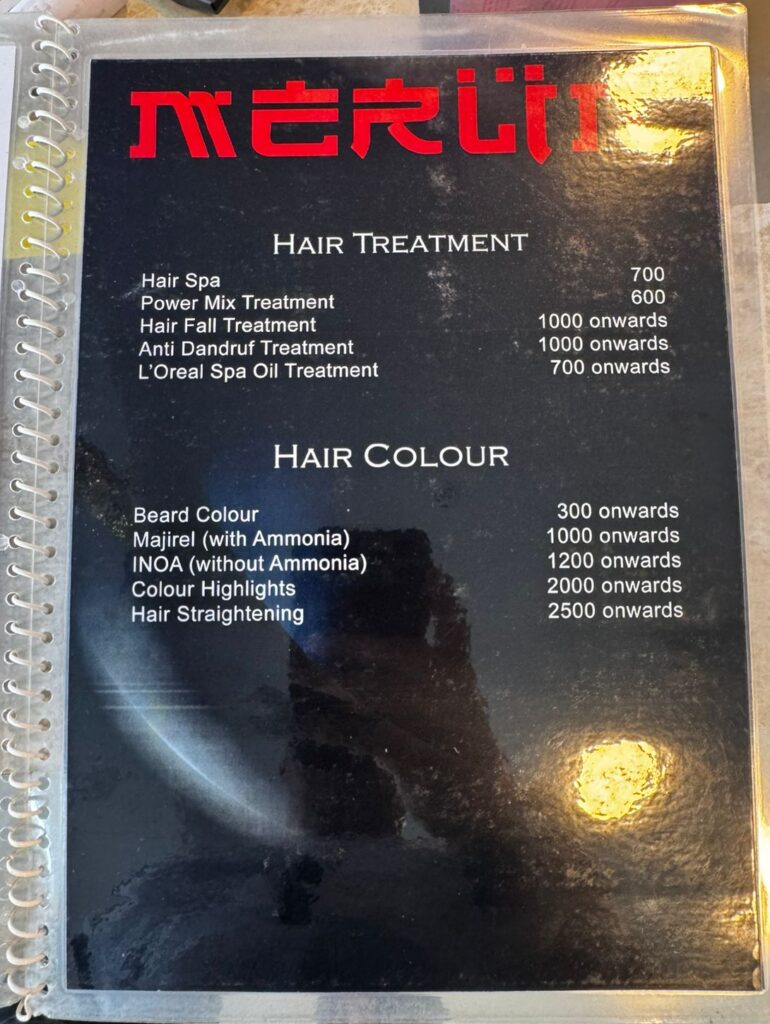 MERLÜN
HAIR TREATMENT
Hair Spa 700
Power Mix Treatment 600
Hair Fall Treatment 1000 onwards
Anti Dandruf Treatment 1000 onwards
L'Oreal Spa Oil Treatment 700 onwards
HAIR COLOUR
Beard Colour 300 onwards
Majirel (with Ammonia) 1000 onwards
INOA (without Ammonia) 1200 onwards
Colour Highlights 2000 onwards
Hair Straightening 2500 onwards